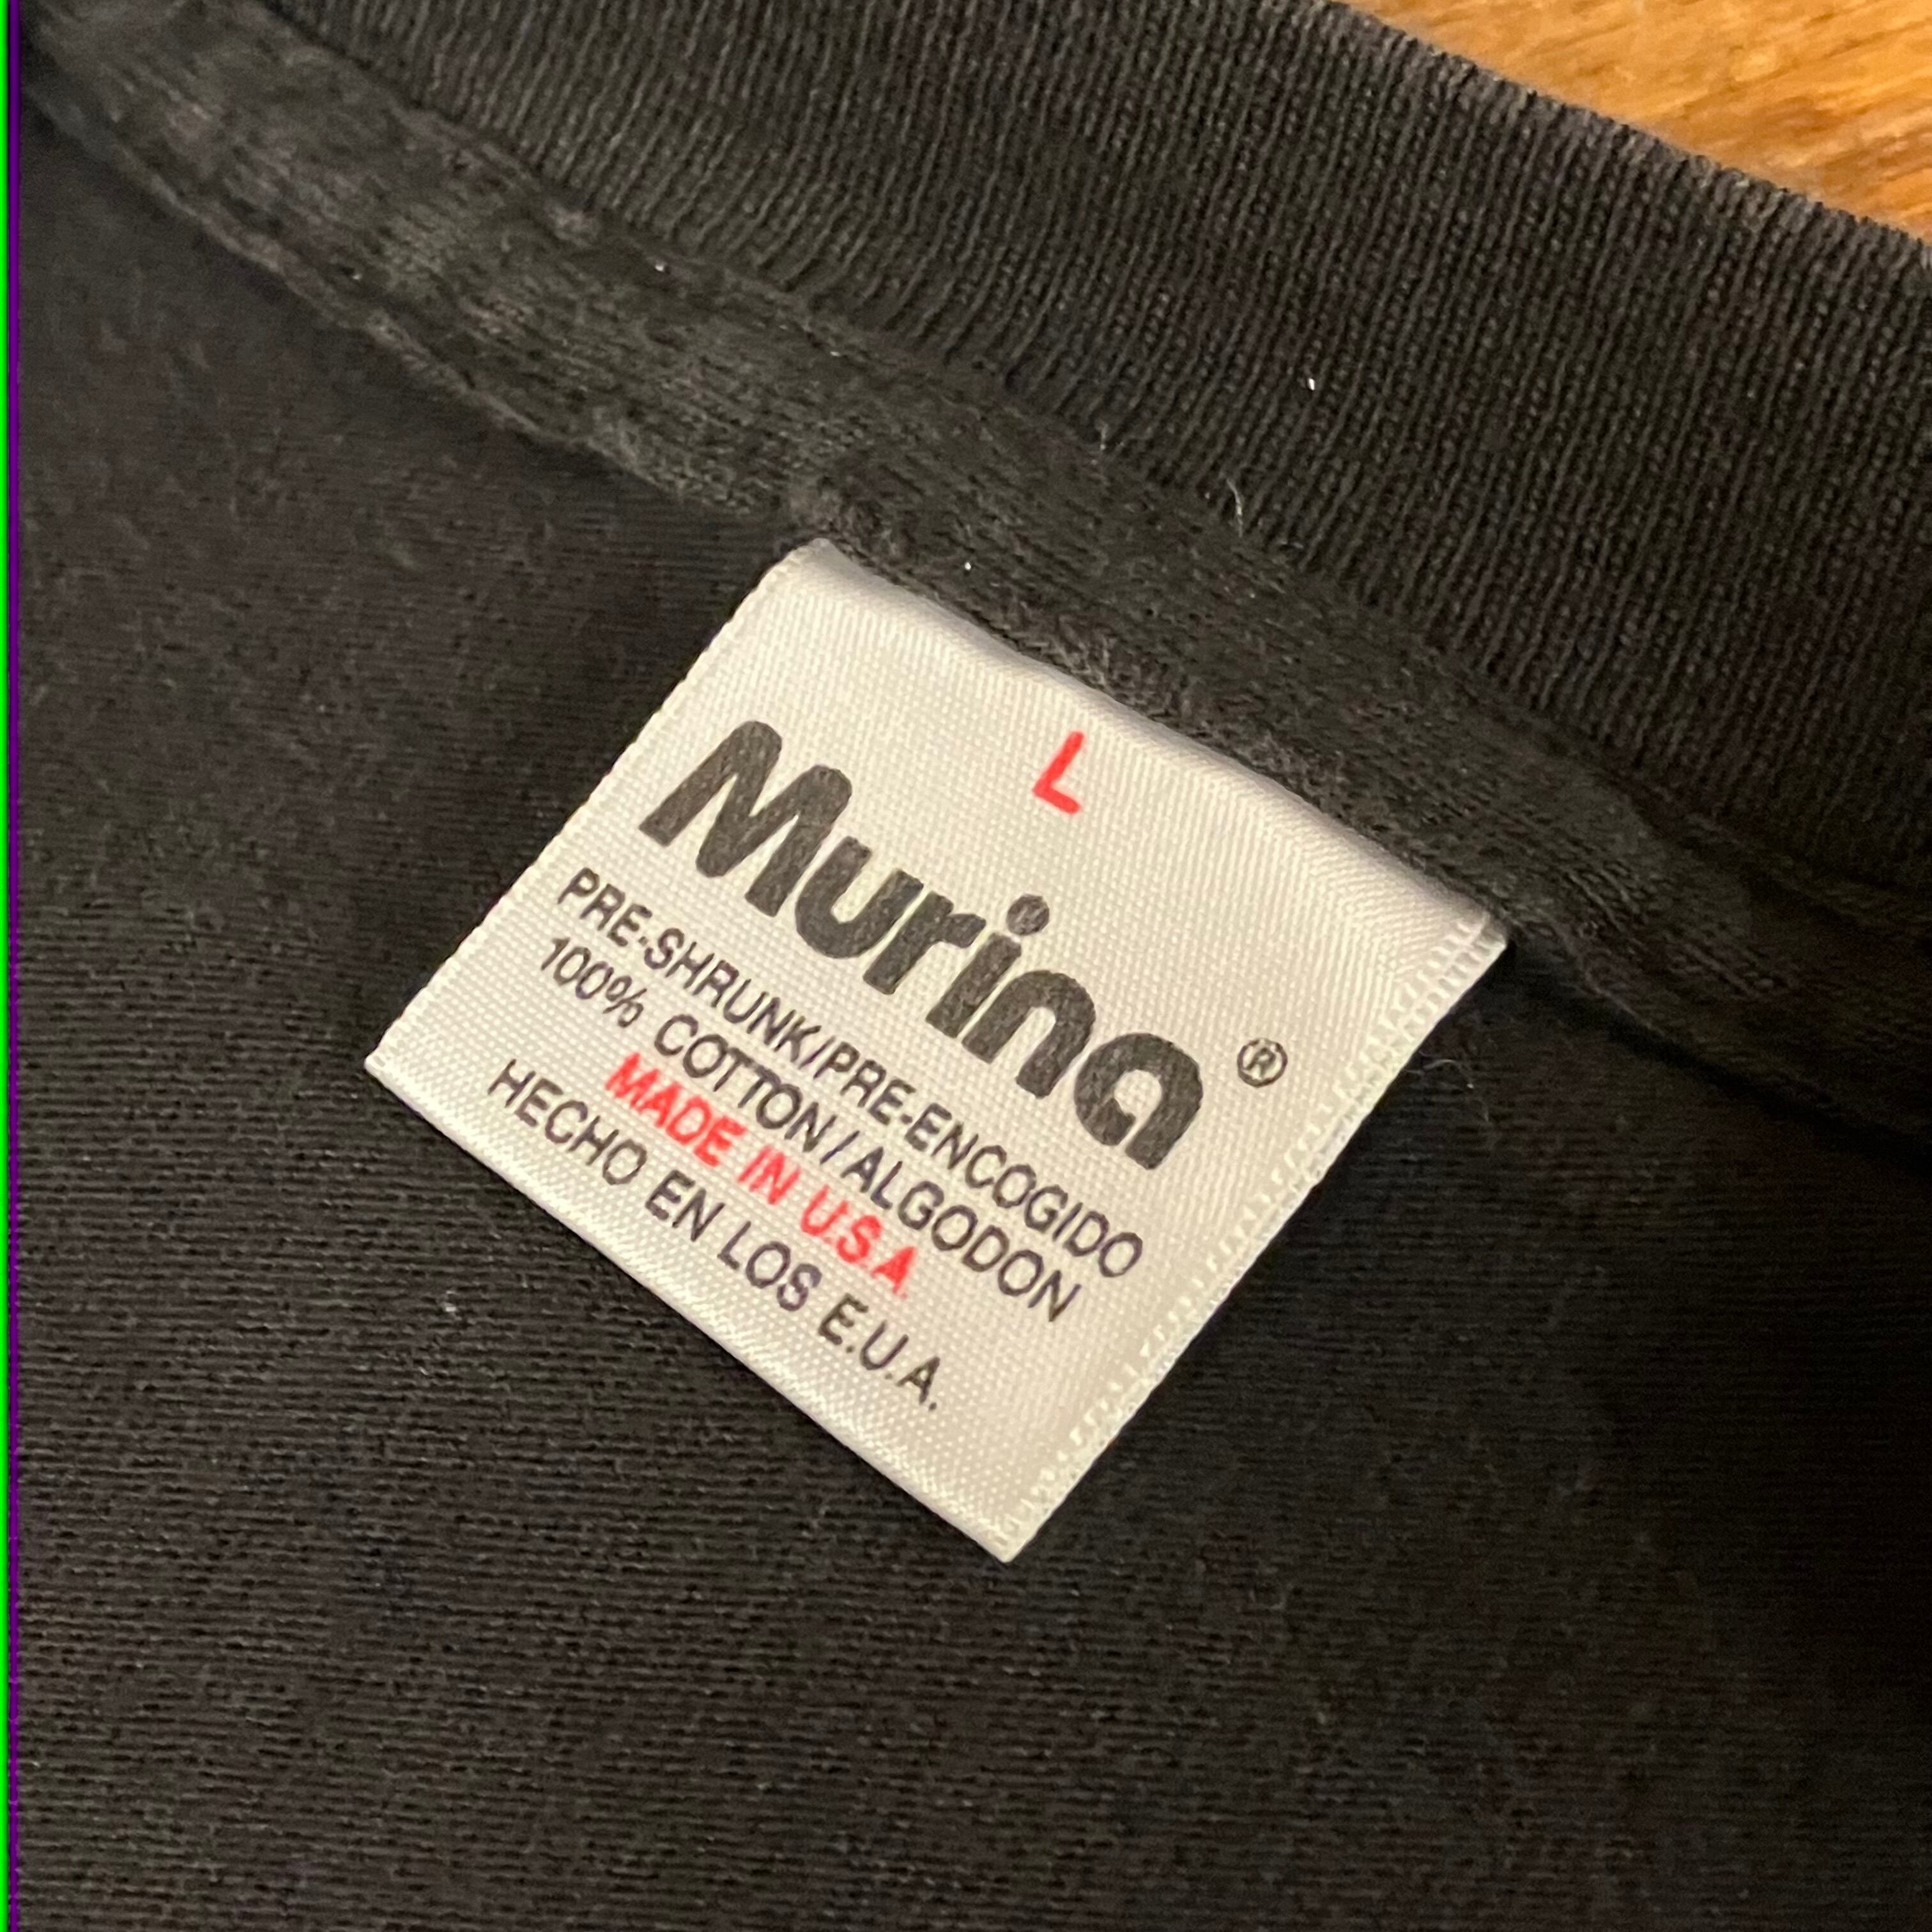 L
Murina ®
PRE-SHRUNK/PRE-ENCOGIDO
100% COTTON/ALGODON
MADE IN U.S.A.
HECHO EN LOS E.U.A.